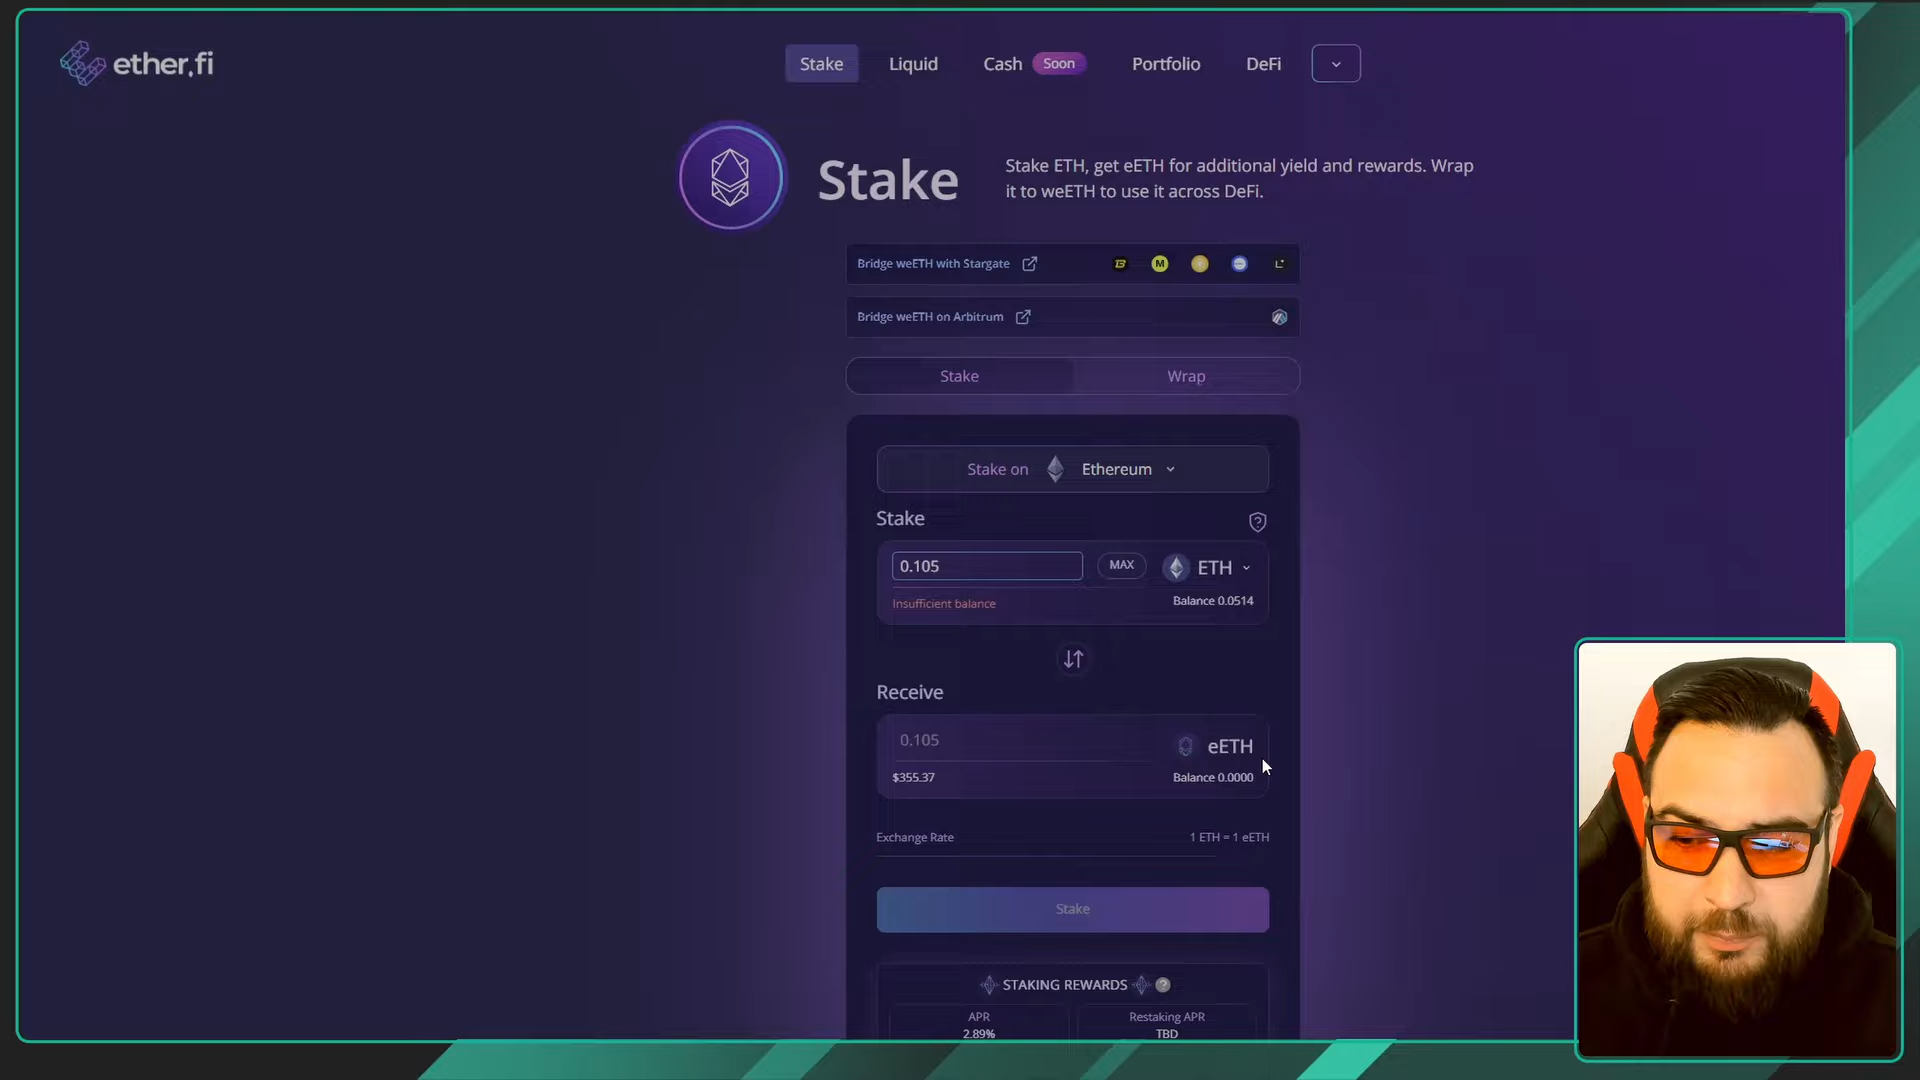 ether.fi
Stake
Liquid
Cash Soon
Portfolio
DeFi
Stake
Stake ETH, get eETH for additional yield and rewards. Wrap
it to weETH to use it across DeFi.
Bridge weETH with Stargate
Bridge weETH on Arbitrum
Stake
Wrap
Stake on Ethereum
Stake
0.105
MAX
ETH
Insufficient balance
Balance 0.0514
Receive
0.105
eETH
$355.37
Balance 0.0000
Exchange Rate
1 ETH = 1 eETH
Stake
STAKING REWARDS
APR
2.89%
Restaking APR
TBD